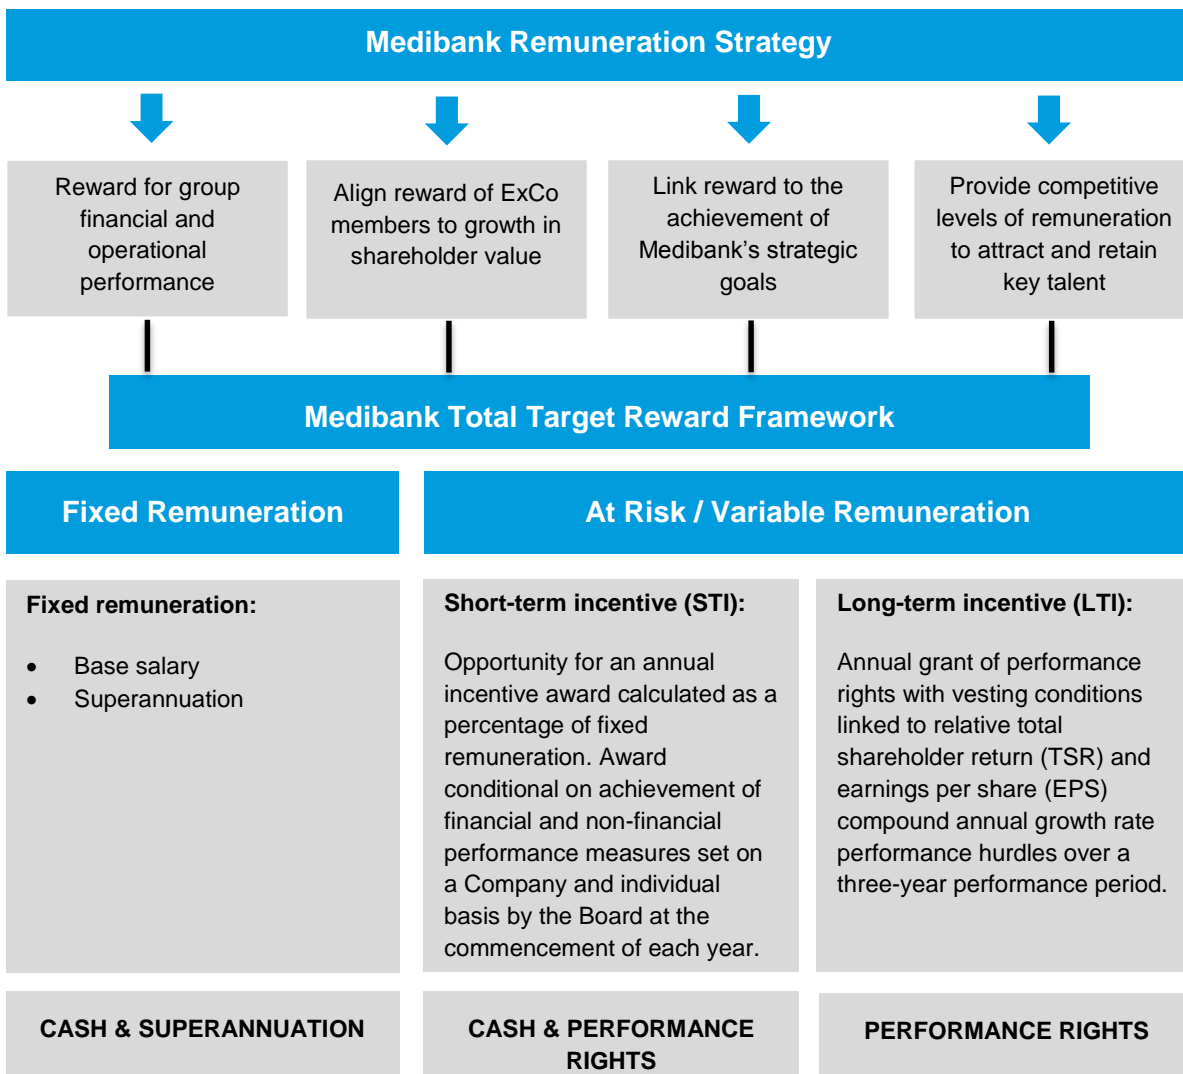 Medibank Remuneration Strategy
Reward for group
financial and
operational
performance
Align reward of ExCo
members to growth in
shareholder value
Link reward to the
achievement of
Medibank’s strategic
goals
Provide competitive
levels of remuneration
to attract and retain
key talent
Medibank Total Target Reward Framework
Fixed Remuneration
At Risk / Variable Remuneration
Fixed remuneration:
• Base salary
• Superannuation
Short-term incentive (STI):
Opportunity for an annual
incentive award calculated as a
percentage of fixed
remuneration. Award
conditional on achievement of
financial and non-financial
performance measures set on
a Company and individual
basis by the Board at the
commencement of each year.
Long-term incentive (LTI):
Annual grant of performance
rights with vesting conditions
linked to relative total
shareholder return (TSR) and
earnings per share (EPS)
compound annual growth rate
performance hurdles over a
three-year performance period.
CASH & SUPERANNUATION
CASH & PERFORMANCE
RIGHTS
PERFORMANCE RIGHTS